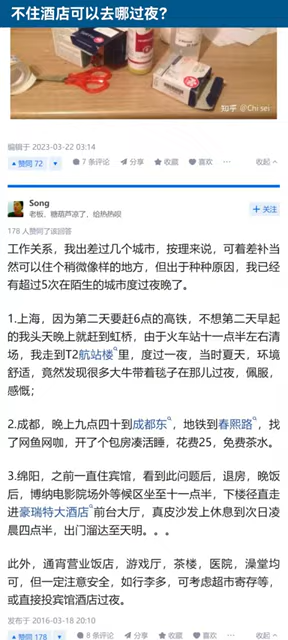 不住酒店可以去哪过夜?
知乎 @Chi sei
编辑于 2023-03-22 03:14
赞同 72 7 条评论 分享 收藏 喜欢 ··· 收起
Song
老板，糖葫芦凉了，给热热呗
+ 关注
178 人赞同了该回答
工作关系，我出差过几个城市，按理来说，可着差补当
然可以住个稍微像样的地方，但出于种种原因，我已经
有超过5次在陌生的城市度过夜晚了。
1.上海，因为第二天要赶6点的高铁，不想第二天早起
的我头天晚上就赶到虹桥，由于火车站十一点半左右清
场，我走到T2航站楼里，度过一夜，当时夏天，环境
舒适，竟然发现很多大牛带着毯子在那儿过夜，佩服，
感慨；
2.成都，晚上九点四十到成都东，地铁到春熙路，找
了网鱼网咖，开了个包房凑活睡，花费25，免费茶水。
3.绵阳，之前一直住宾馆，看到此问题后，退房，晚饭
后，博纳电影院场外等候区坐至十一点半，下楼径直走
进豪瑞特大酒店前台大厅，真皮沙发上休息到次日凌
晨四点半，出门溜达至天明。。。
此外，通宵营业饭店，游戏厅，茶楼，医院，澡堂均
可，但一定注意安全，如行李多，可考虑超市寄存等，
或直接投宾馆酒店过夜。
发布于 2016-03-18 20:10
赞同 178 8 条评论 分享 收藏 喜欢 ··· 收起